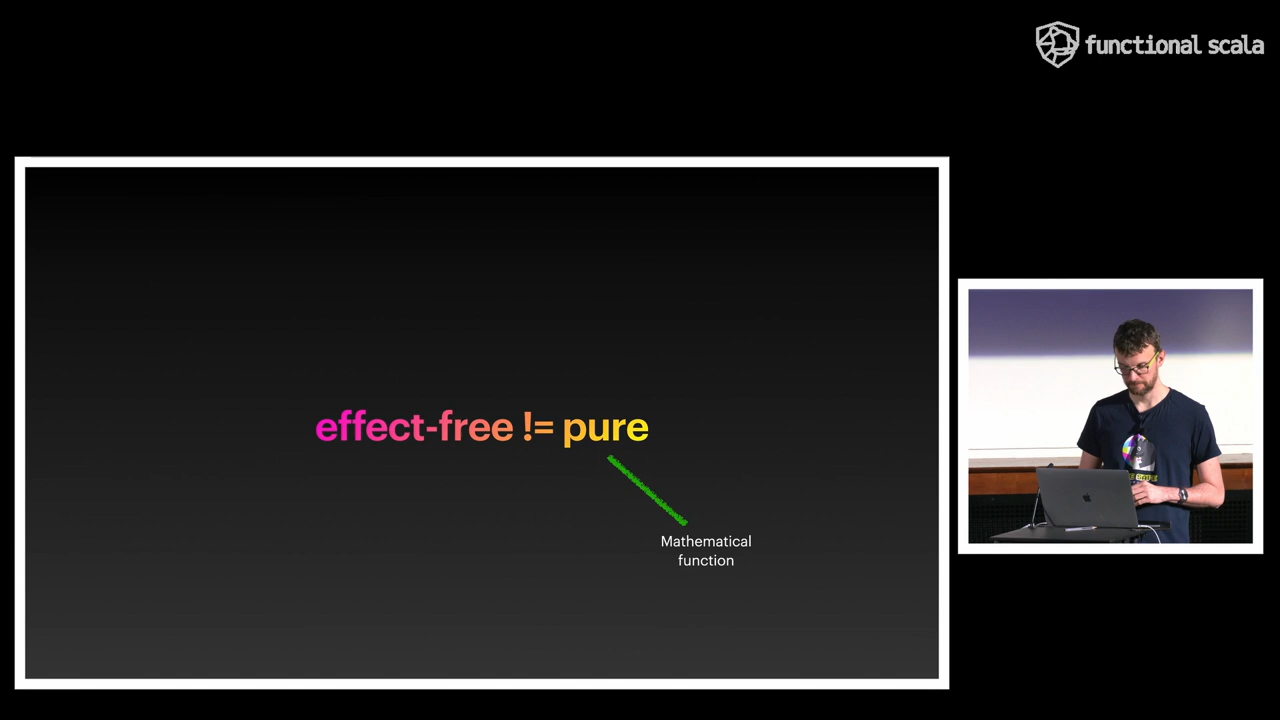 functional scala
effect-free != pure
Mathematical
function